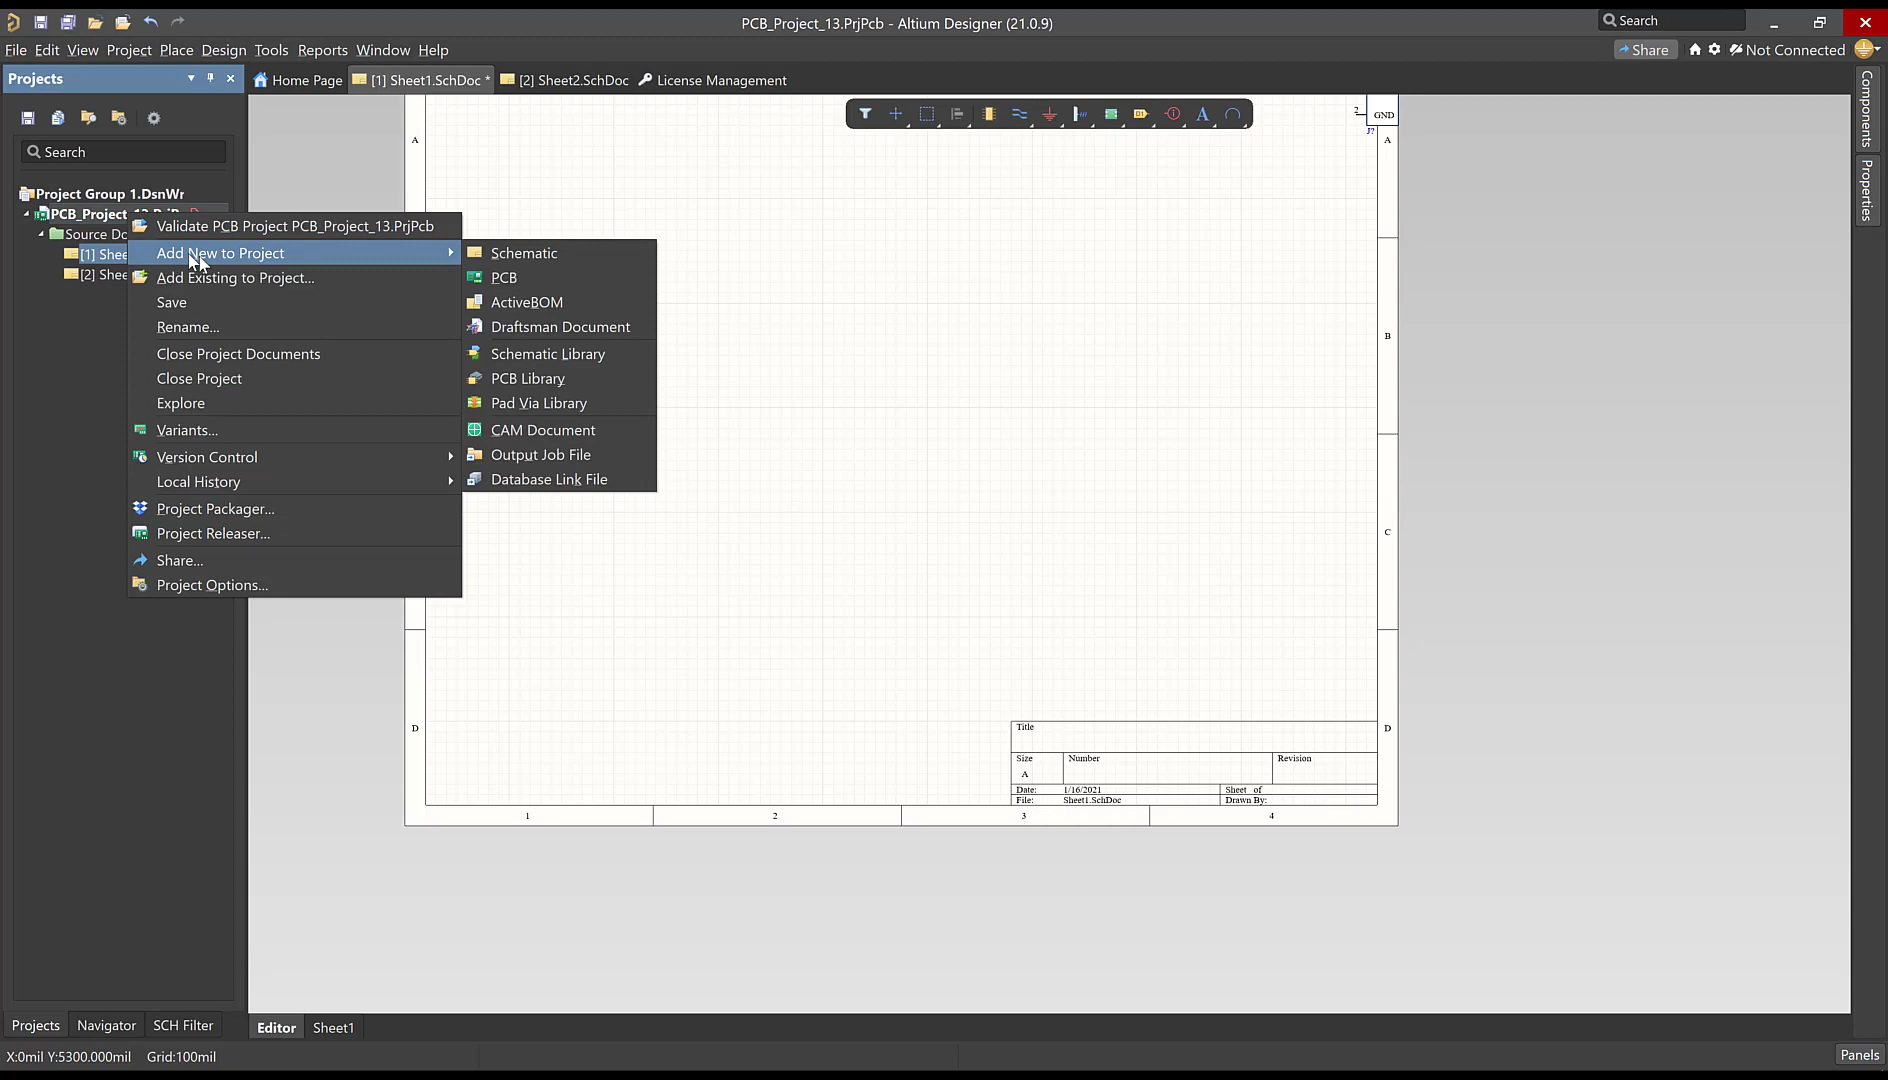 PCB_Project_13.PrjPcb - Altium Designer (21.0.9)
Search
File Edit View Project Place Design Tools Reports Window Help
Share
Not Connected
Projects
Home Page
[1] Sheet1.SchDoc *
[2] Sheet2.SchDoc
License Management
Search
Project Group 1.DsnWr
PCB_Project_
Source Do
[1] Shee
[2] Shee
Validate PCB Project PCB_Project_13.PrjPcb
Add New to Project
Add Existing to Project...
Save
Rename...
Close Project Documents
Close Project
Explore
Variants...
Version Control
Local History
Project Packager...
Project Releaser...
Share...
Project Options...
Schematic
PCB
ActiveBOM
Draftsman Document
Schematic Library
PCB Library
Pad Via Library
CAM Document
Output Job File
Database Link File
2
GND
J?
A
A
B
C
D
D
Title
Size
Number
Revision
A
Date: 1/16/2021
Sheet of
File: Sheet1.SchDoc
Drawn By:
1 2 3 4
Components
Properties
Projects Navigator SCH Filter
Editor Sheet1
X:0mil Y:5300.000mil Grid:100mil
Panels